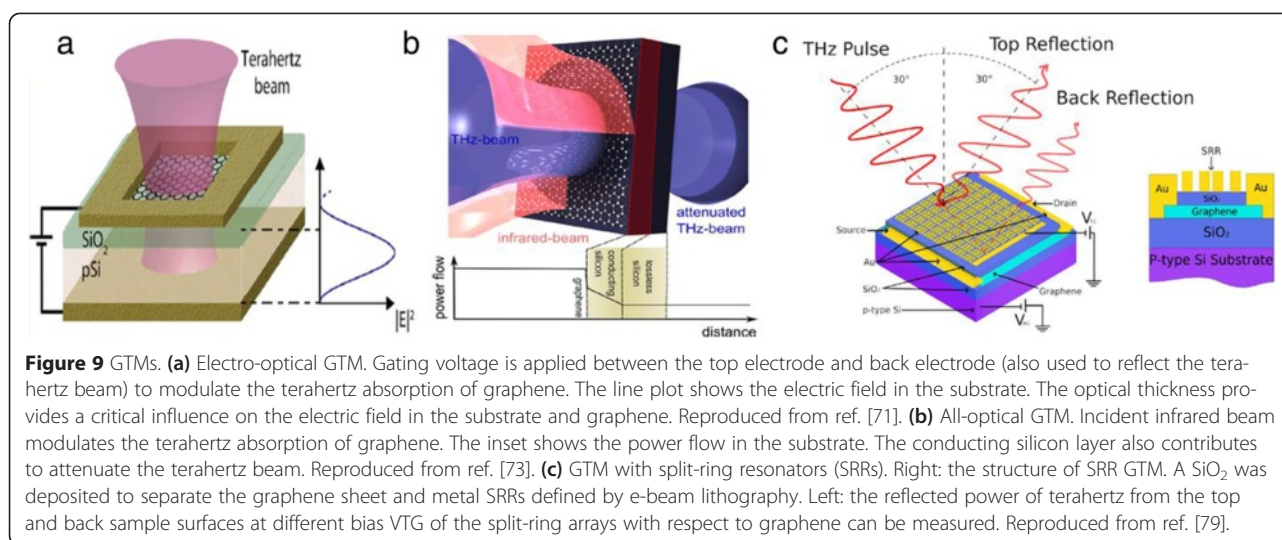 a
Terahertz
beam
SiO2
pSi
|E|²
b
THz-beam
infrared-beam
attenuated
THz-beam
power flow
graphene
conducting
silicon
lossless
silicon
distance
c
THz Pulse
Top Reflection
30°
30°
Back Reflection
Source
Drain
Au
SiO₂
Graphene
p-type Si
SRR
Au
Au
SiO₂
Graphene
SiO₂
P-type Si Substrate
Figure 9 GTMs. (a) Electro-optical GTM. Gating voltage is applied between the top electrode and back electrode (also used to reflect the tera-
hertz beam) to modulate the terahertz absorption of graphene. The line plot shows the electric field in the substrate. The optical thickness pro-
vides a critical influence on the electric field in the substrate and graphene. Reproduced from ref. [71]. (b) All-optical GTM. Incident infrared beam
modulates the terahertz absorption of graphene. The inset shows the power flow in the substrate. The conducting silicon layer also contributes
to attenuate the terahertz beam. Reproduced from ref. [73]. (c) GTM with split-ring resonators (SRRs). Right: the structure of SRR GTM. A SiO2 was
deposited to separate the graphene sheet and metal SRRs defined by e-beam lithography. Left: the reflected power of terahertz from the top
and back sample surfaces at different bias VTG of the split-ring arrays with respect to graphene can be measured. Reproduced from ref. [79].